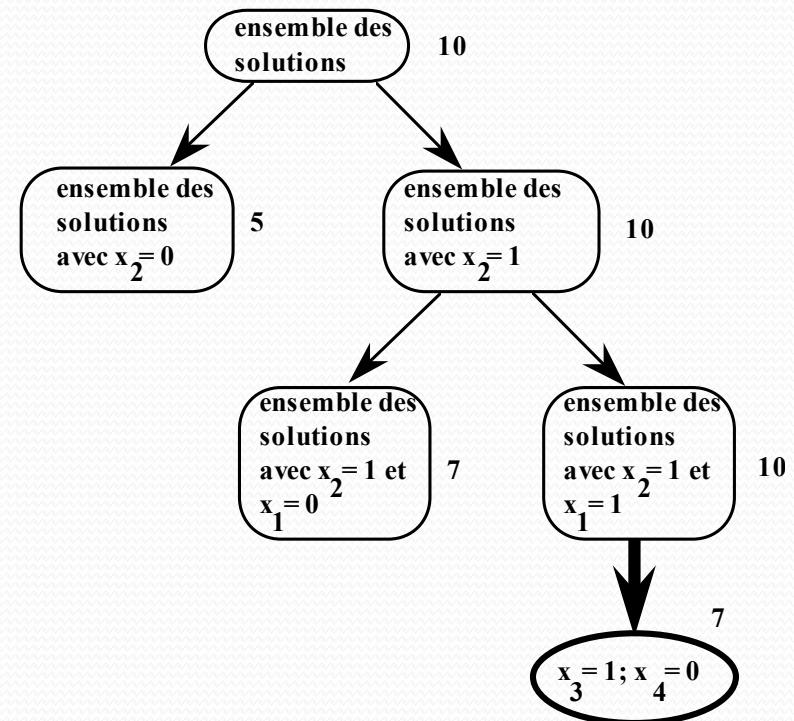 ensemble des
solutions
10
ensemble des
solutions
avec x₂= 0
5
ensemble des
solutions
avec x₂= 1
10
ensemble des
solutions
avec x₂= 1 et
x₁= 0
7
ensemble des
solutions
avec x₂= 1 et
x₁= 1
10
7
x₃= 1; x₄= 0